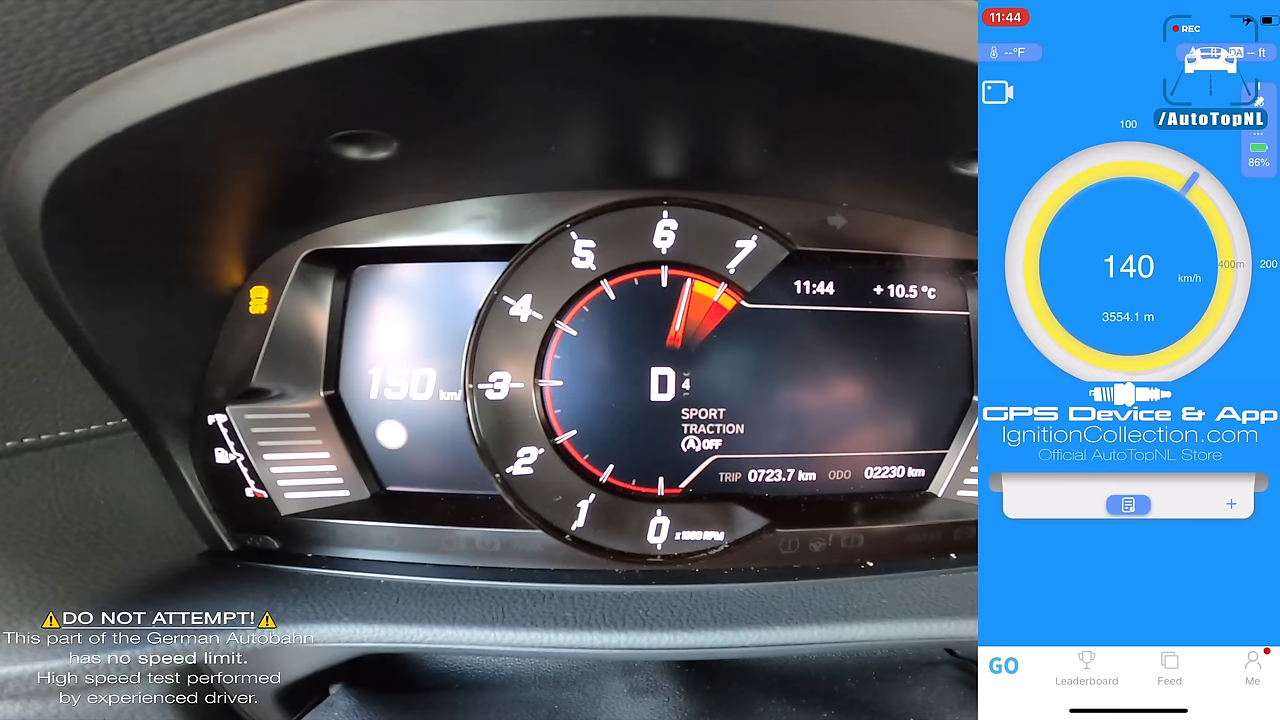 5
6
7
4
3
2
1
0
x1000 RPM
11:44
+ 10.5 °C
150
D
4
SPORT
TRACTION
(A) OFF
TRIP 0723.7 km ODO 02230 km
⚠DO NOT ATTEMPT!⚠
This part of the German Autobahn
has no speed limit.
High speed test performed
by experienced driver.
11:44
REC
--°F
DA -- ft
/AutoTopNL
86%
100
200
400m
140
km/h
3554.1 m
GPS Device & App
IgnitionCollection.com
Official AutoTopNL Store
+
GO
Leaderboard
Feed
Me